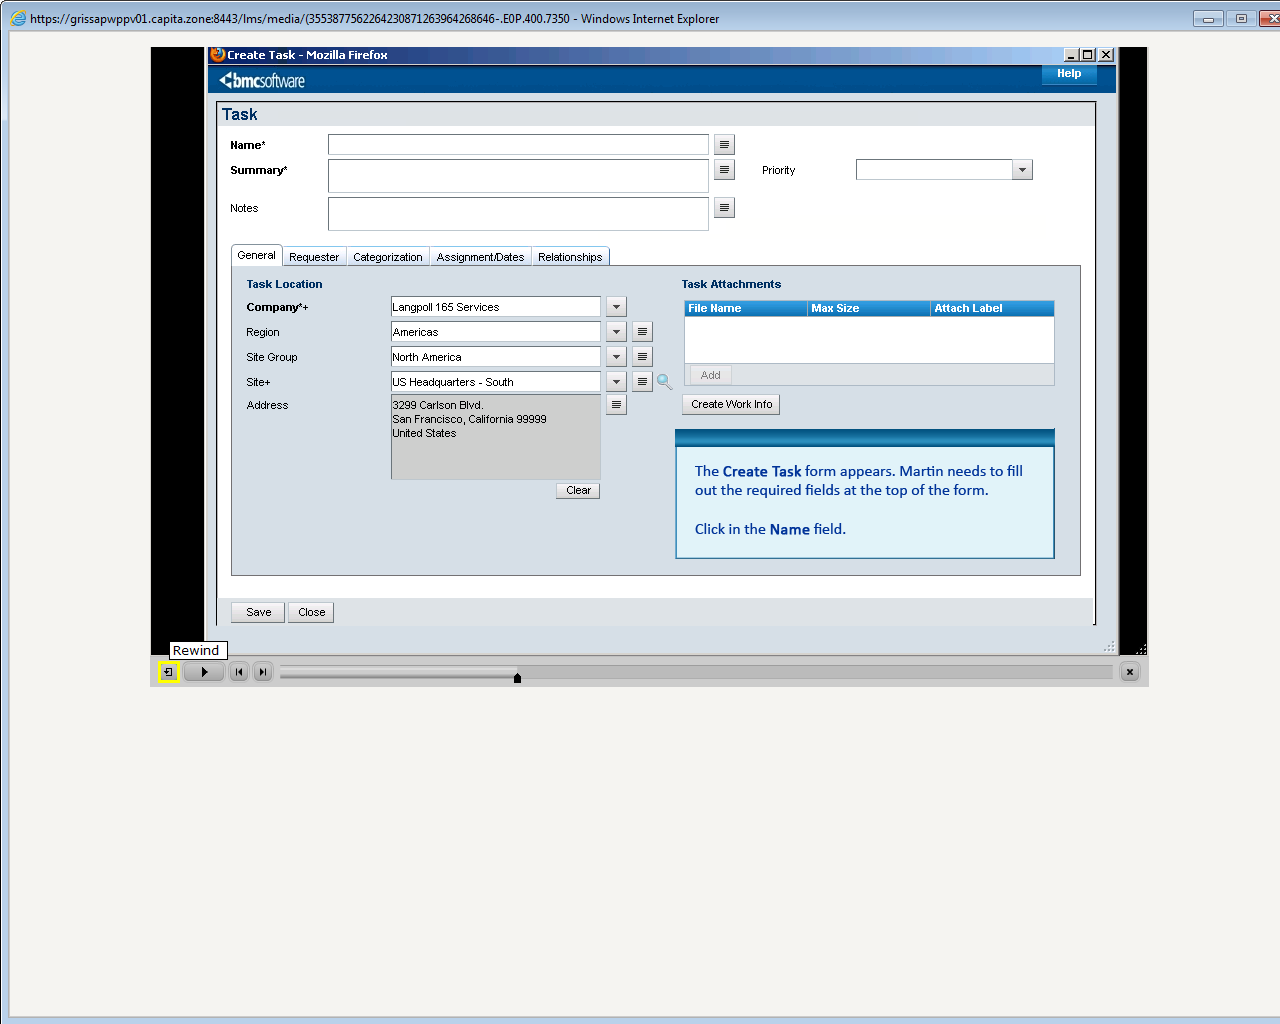 https://grissapwppv01.capita.zone:8443/lms/media/(3553877562264230871263964268646-.E0P.400.7350 - Windows Internet Explorer
Create Task - Mozilla Firefox
bmcsoftware
Help
Task
Name*
Summary*
Priority
Notes
General
Requester
Categorization
Assignment/Dates
Relationships
Task Location
Task Attachments
Company*+
Langpoll 165 Services
File Name
Max Size
Attach Label
Region
Americas
Site Group
North America
Site+
US Headquarters - South
Add
Address
3299 Carlson Blvd.
San Francisco, California 99999
United States
Create Work Info
Clear
The Create Task form appears. Martin needs to fill
out the required fields at the top of the form.
Click in the Name field.
Save
Close
Rewind